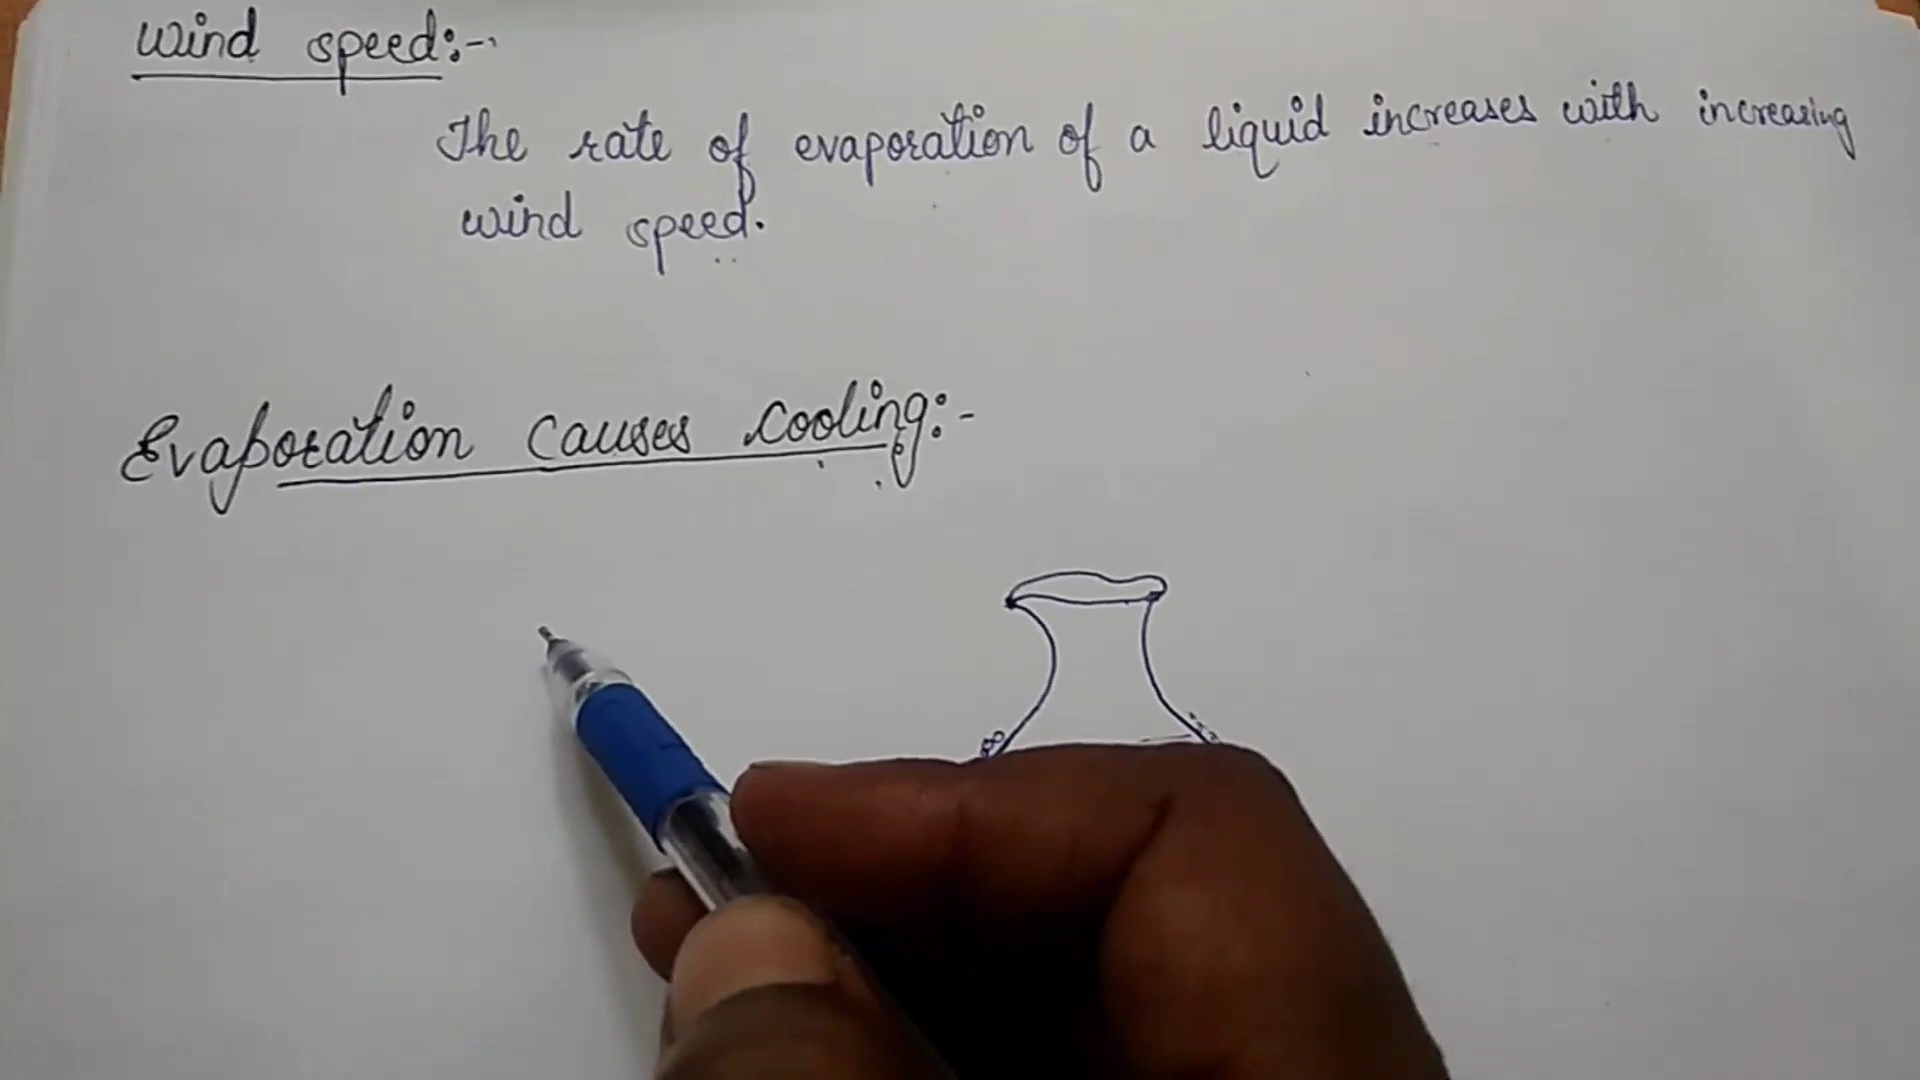 Wind speed:-
The rate of evaporation of a liquid increases with increasing
wind speed.
Evaporation causes cooling:-